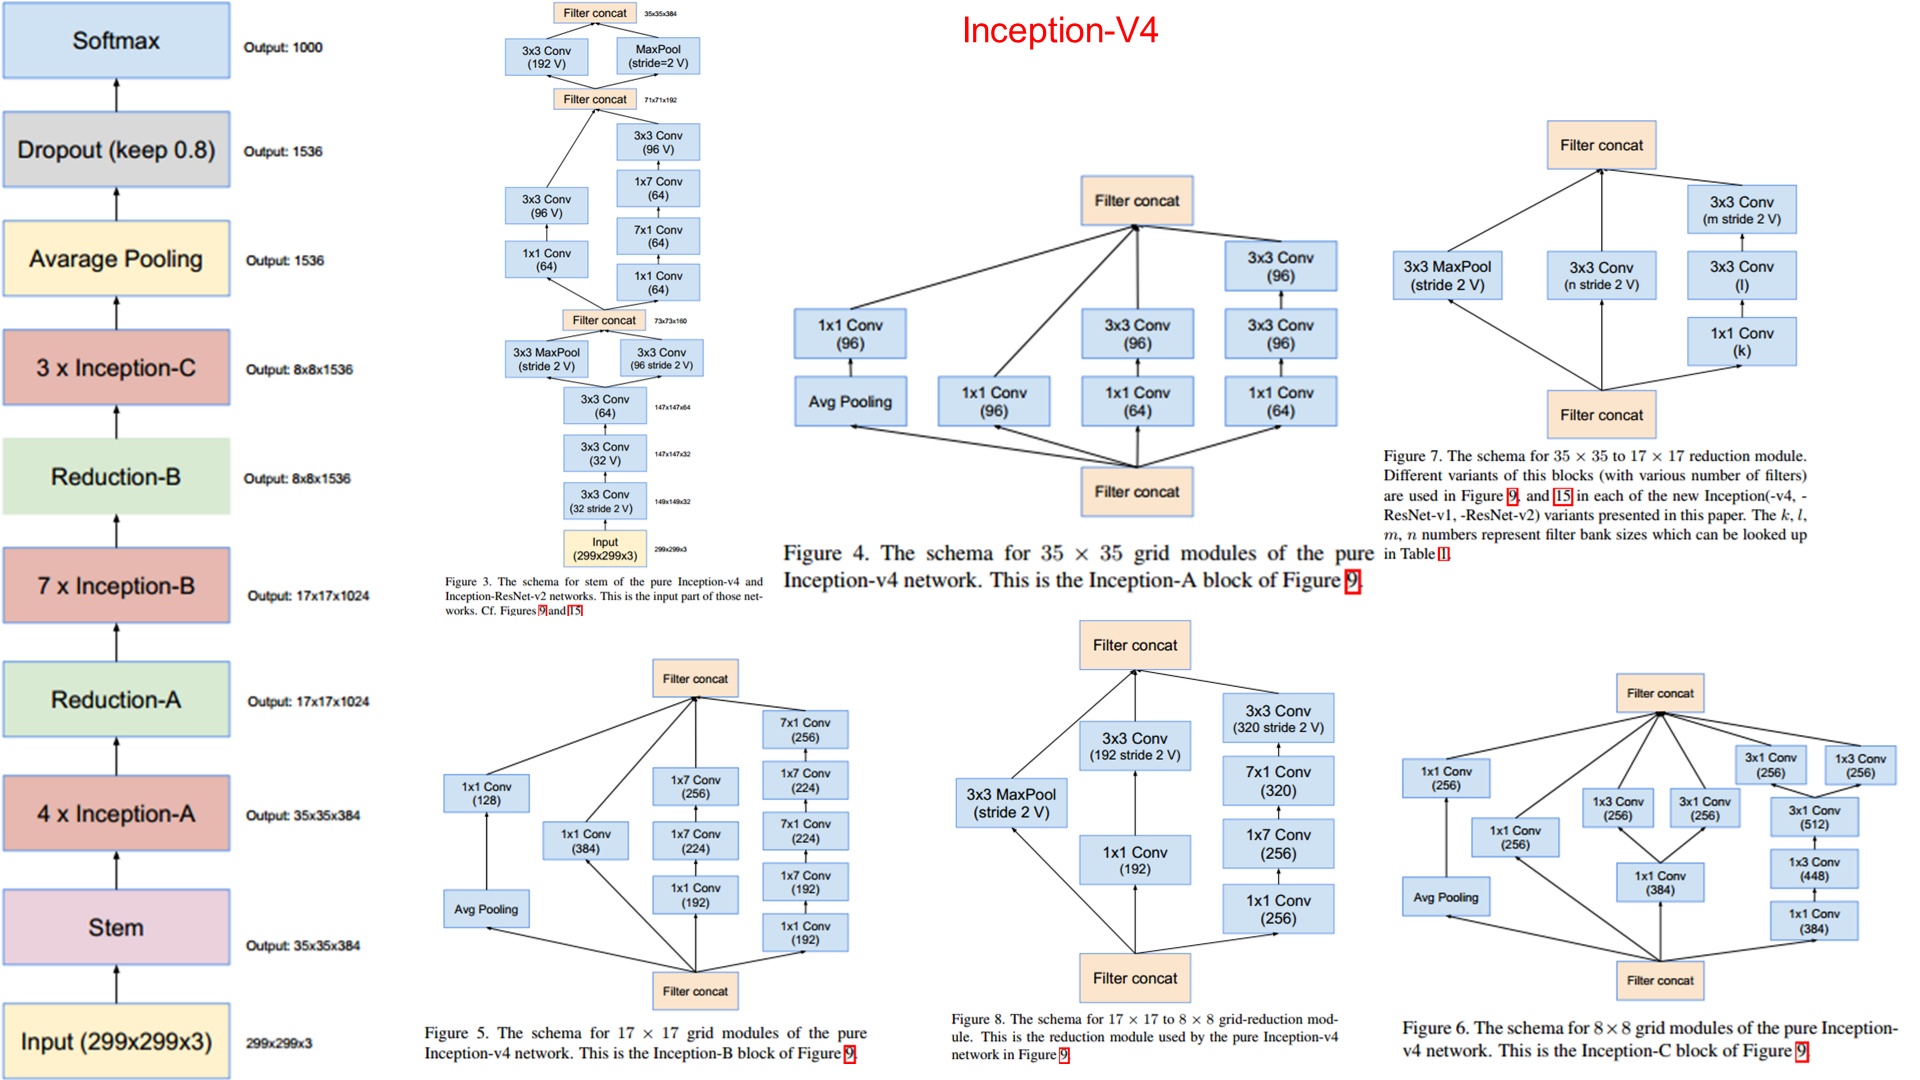 Inception-V4
Softmax
Output: 1000
Dropout (keep 0.8)
Output: 1536
Avarage Pooling
Output: 1536
3 x Inception-C
Output: 8x8x1536
Reduction-B
Output: 8x8x1536
7 x Inception-B
Output: 17x17x1024
Reduction-A
Output: 17x17x1024
4 x Inception-A
Output: 35x35x384
Stem
Output: 35x35x384
Input (299x299x3)
299x299x3
Filter concat
35x35x384
3x3 Conv
(192 V)
MaxPool
(stride=2 V)
Filter concat
71x71x192
3x3 Conv
(96 V)
1x7 Conv
(64)
3x3 Conv
(96 V)
7x1 Conv
(64)
1x1 Conv
(64)
1x1 Conv
(64)
Filter concat
73x73x160
3x3 MaxPool
(stride 2 V)
3x3 Conv
(96 stride 2 V)
3x3 Conv
(64)
147x147x64
3x3 Conv
(32 V)
147x147x32
3x3 Conv
(32 stride 2 V)
149x149x32
Input
(299x299x3)
299x299x3
Figure 3. The schema for stem of the pure Inception-v4 and
Inception-ResNet-v2 networks. This is the input part of those net-
works. Cf. Figures 9 and 15
Filter concat
3x3 Conv
(96)
1x1 Conv
(96)
3x3 Conv
(96)
3x3 Conv
(96)
Avg Pooling
1x1 Conv
(96)
1x1 Conv
(64)
1x1 Conv
(64)
Filter concat
Figure 4. The schema for 35 × 35 grid modules of the pure
Inception-v4 network. This is the Inception-A block of Figure 9.
Filter concat
3x3 Conv
(m stride 2 V)
3x3 MaxPool
(stride 2 V)
3x3 Conv
(n stride 2 V)
3x3 Conv
(l)
1x1 Conv
(k)
Filter concat
Figure 7. The schema for 35 × 35 to 17 × 17 reduction module.
Different variants of this blocks (with various number of filters)
are used in Figure 9, and 15 in each of the new Inception(-v4, -
ResNet-v1, -ResNet-v2) variants presented in this paper. The k, l,
m, n numbers represent filter bank sizes which can be looked up
in Table 1.
Filter concat
7x1 Conv
(256)
1x1 Conv
(128)
1x7 Conv
(256)
1x7 Conv
(224)
1x1 Conv
(384)
1x7 Conv
(224)
7x1 Conv
(224)
Avg Pooling
1x1 Conv
(192)
1x7 Conv
(192)
1x1 Conv
(192)
Filter concat
Figure 5. The schema for 17 × 17 grid modules of the pure
Inception-v4 network. This is the Inception-B block of Figure 9.
Filter concat
3x3 Conv
(320 stride 2 V)
3x3 Conv
(192 stride 2 V)
3x3 MaxPool
(stride 2 V)
7x1 Conv
(320)
1x1 Conv
(192)
1x7 Conv
(256)
1x1 Conv
(256)
Filter concat
Figure 8. The schema for 17 × 17 to 8 × 8 grid-reduction mod-
ule. This is the reduction module used by the pure Inception-v4
network in Figure 9.
Filter concat
1x1 Conv
(256)
3x1 Conv
(256)
1x3 Conv
(256)
1x1 Conv
(256)
1x3 Conv
(256)
3x1 Conv
(256)
3x1 Conv
(512)
Avg Pooling
1x1 Conv
(384)
1x3 Conv
(448)
1x1 Conv
(384)
Filter concat
Figure 6. The schema for 8 × 8 grid modules of the pure Inception-
v4 network. This is the Inception-C block of Figure 9.